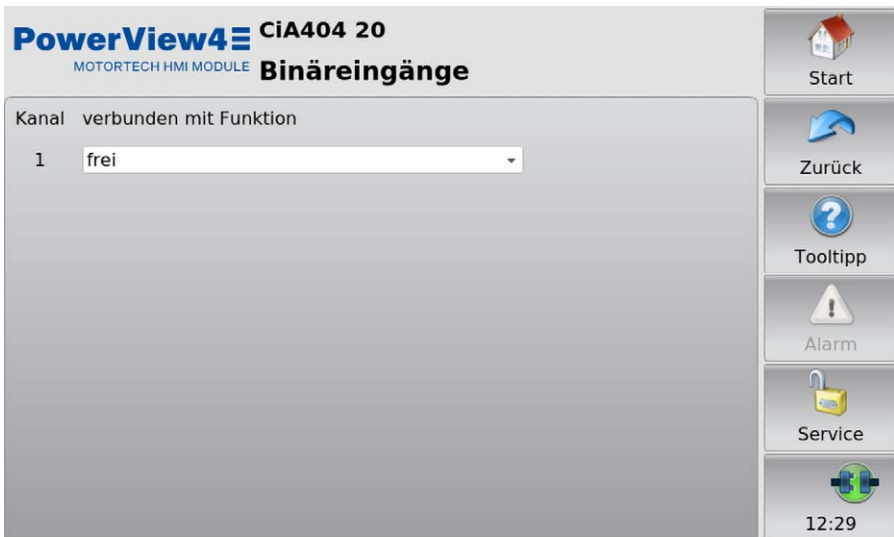 PowerView4
MOTORTECH HMI MODULE
CiA404 20
Binäreingänge
Kanal verbunden mit Funktion
1 frei
Start
Zurück
Tooltipp
Alarm
Service
12:29